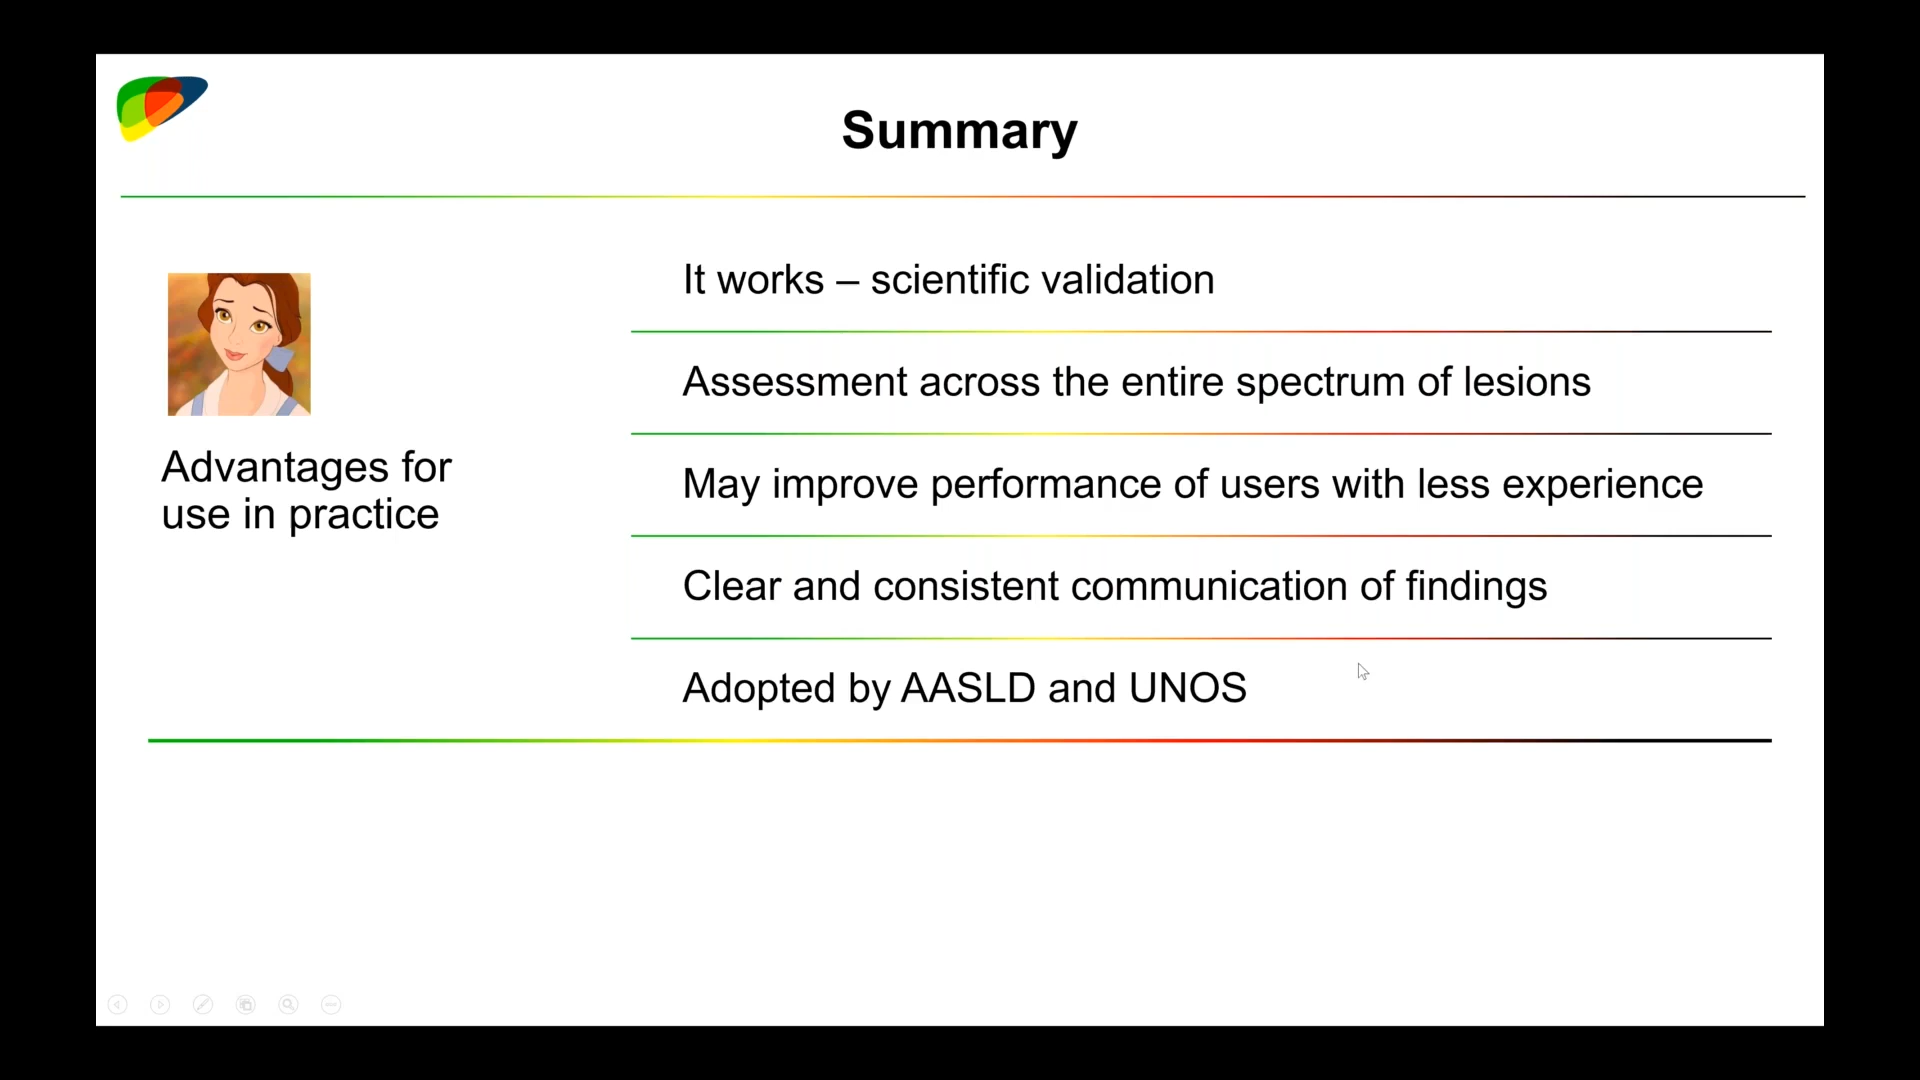 Summary
Advantages for
use in practice
It works – scientific validation
Assessment across the entire spectrum of lesions
May improve performance of users with less experience
Clear and consistent communication of findings
Adopted by AASLD and UNOS